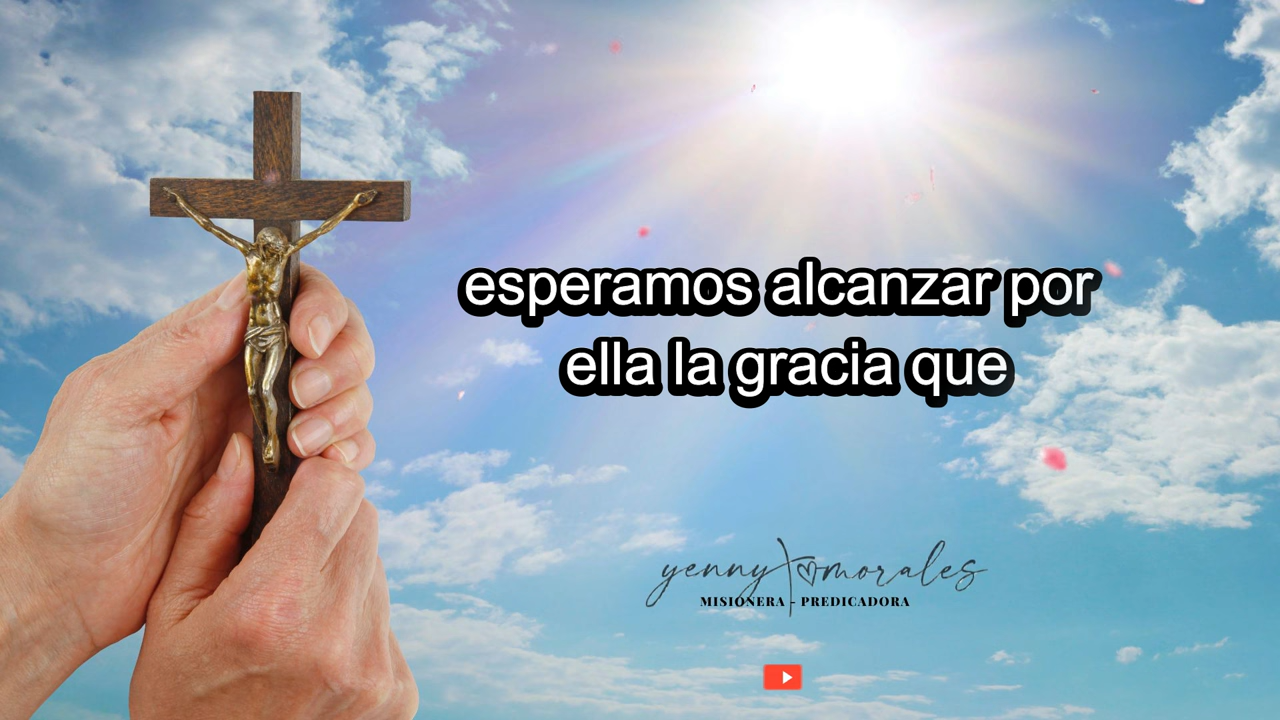 esperamos alcanzar por
ella la gracia que
yenny morales
MISIONERA - PREDICADORA